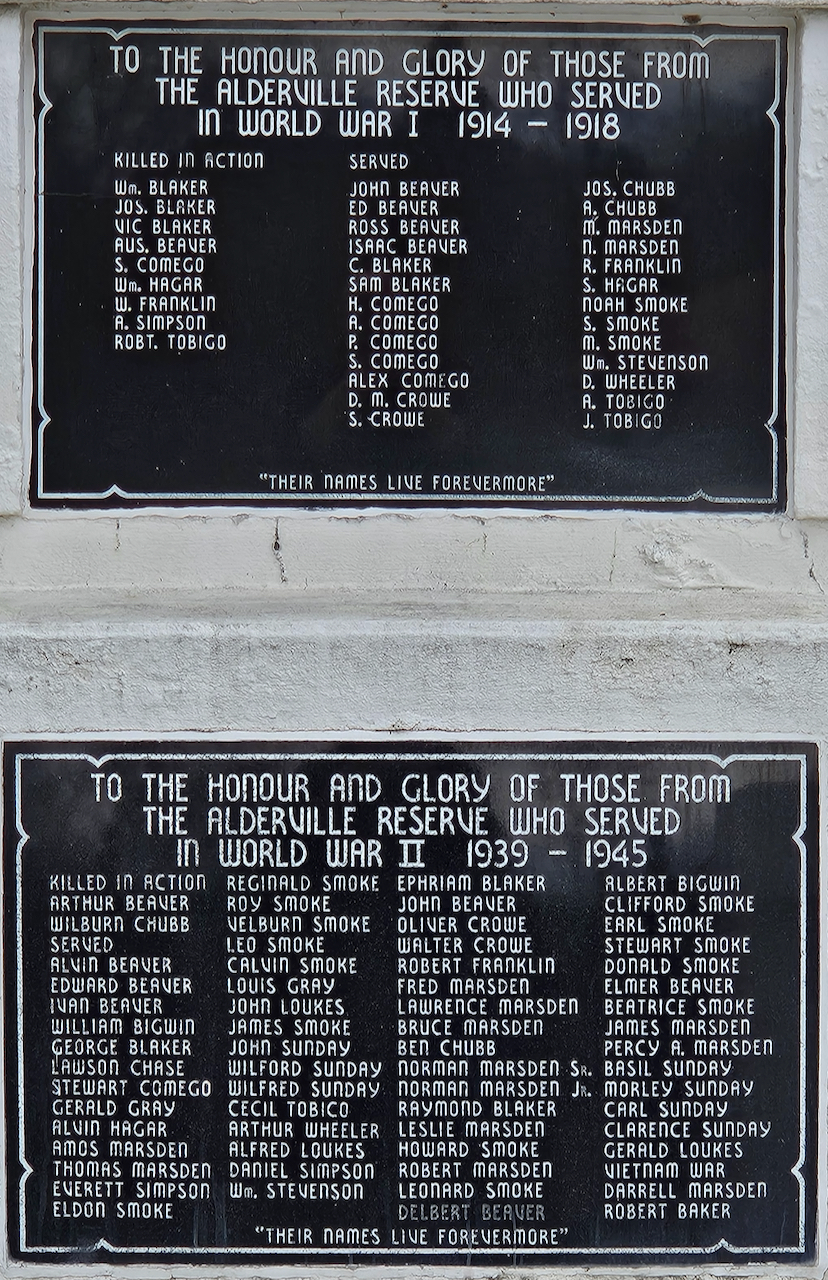 TO THE HONOUR AND GLORY OF THOSE FROM
THE ALDERVILLE RESERVE WHO SERVED
IN WORLD WAR I 1914 – 1918
KILLED IN ACTION
Wm. BLAKER
JOS. BLAKER
VIC BLAKER
AUS. BEAVER
S. COMEGO
Wm. HAGAR
W. FRANKLIN
A. SIMPSON
ROBT. TOBIGO
SERVED
JOHN BEAVER
ED BEAVER
ROSS BEAVER
ISAAC BEAVER
C. BLAKER
SAM BLAKER
H. COMEGO
A. COMEGO
P. COMEGO
S. COMEGO
ALEX COMEGO
D. M. CROWE
S. CROWE
JOS. CHUBB
A. CHUBB
M. MARSDEN
N. MARSDEN
R. FRANKLIN
S. HAGAR
NOAH SMOKE
S. SMOKE
M. SMOKE
Wm. STEVENSON
D. WHEELER
A. TOBIGO
J. TOBIGO
"THEIR NAMES LIVE FOREVERMORE"
TO THE HONOUR AND GLORY OF THOSE FROM
THE ALDERVILLE RESERVE WHO SERVED
IN WORLD WAR II 1939 – 1945
KILLED IN ACTION
ARTHUR BEAVER
WILBURN CHUBB
SERVED
ALVIN BEAVER
EDWARD BEAVER
IVAN BEAVER
WILLIAM BIGWIN
GEORGE BLAKER
LAWSON CHASE
STEWART COMEGO
GERALD GRAY
ALVIN HAGAR
AMOS MARSDEN
THOMAS MARSDEN
EVERETT SIMPSON
ELDON SMOKE
REGINALD SMOKE
ROY SMOKE
VELBURN SMOKE
LEO SMOKE
CALVIN SMOKE
LOUIS GRAY
JOHN LOUKES
JAMES SMOKE
JOHN SUNDAY
WILFORD SUNDAY
WILFRED SUNDAY
CECIL TOBICO
ARTHUR WHEELER
ALFRED LOUKES
DANIEL SIMPSON
Wm. STEVENSON
EPHRIAM BLAKER
JOHN BEAVER
OLIVER CROWE
WALTER CROWE
ROBERT FRANKLIN
FRED MARSDEN
LAWRENCE MARSDEN
BRUCE MARSDEN
BEN CHUBB
NORMAN MARSDEN Sr.
NORMAN MARSDEN Jr.
RAYMOND BLAKER
LESLIE MARSDEN
HOWARD SMOKE
ROBERT MARSDEN
LEONARD SMOKE
DELBERT BEAVER
ALBERT BIGWIN
CLIFFORD SMOKE
EARL SMOKE
STEWART SMOKE
DONALD SMOKE
ELMER BEAVER
BEATRICE SMOKE
JAMES MARSDEN
PERCY A. MARSDEN
BASIL SUNDAY
MORLEY SUNDAY
CARL SUNDAY
CLARENCE SUNDAY
GERALD LOUKES
VIETNAM WAR
DARRELL MARSDEN
ROBERT BAKER
"THEIR NAMES LIVE FOREVERMORE"